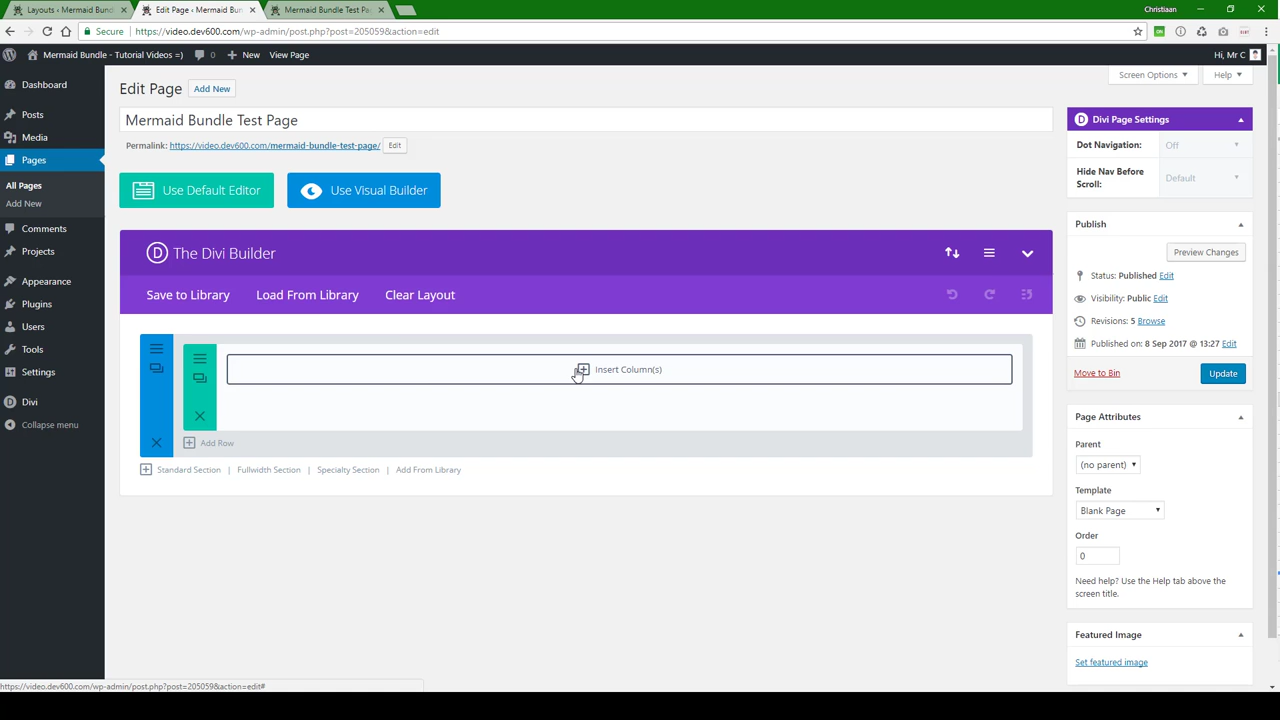 Layouts ‹ Mermaid Bund
Edit Page ‹ Mermaid Bun
Mermaid Bundle Test Pa
Christiaan
Secure
https://video.dev600.com/wp-admin/post.php?post=205059&action=edit
Mermaid Bundle - Tutorial Videos =)
0
New
View Page
Hi, Mr C
Dashboard
Posts
Media
Pages
All Pages
Add New
Comments
Projects
Appearance
Plugins
Users
Tools
Settings
Divi
Collapse menu
Edit Page
Add New
Screen Options
Help
Mermaid Bundle Test Page
Permalink: https://video.dev600.com/mermaid-bundle-test-page/ Edit
Use Default Editor
Use Visual Builder
D The Divi Builder
Save to Library
Load From Library
Clear Layout
Insert Column(s)
Add Row
Standard Section | Fullwidth Section | Specialty Section | Add From Library
D Divi Page Settings
Dot Navigation:
Off
Hide Nav Before
Scroll:
Default
Publish
Preview Changes
Status: Published Edit
Visibility: Public Edit
Revisions: 5 Browse
Published on: 8 Sep 2017 @ 13:27 Edit
Move to Bin
Update
Page Attributes
Parent
(no parent)
Template
Blank Page
Order
0
Need help? Use the Help tab above the
screen title.
Featured Image
Set featured image
https://video.dev600.com/wp-admin/post.php?post=205059&action=edit#